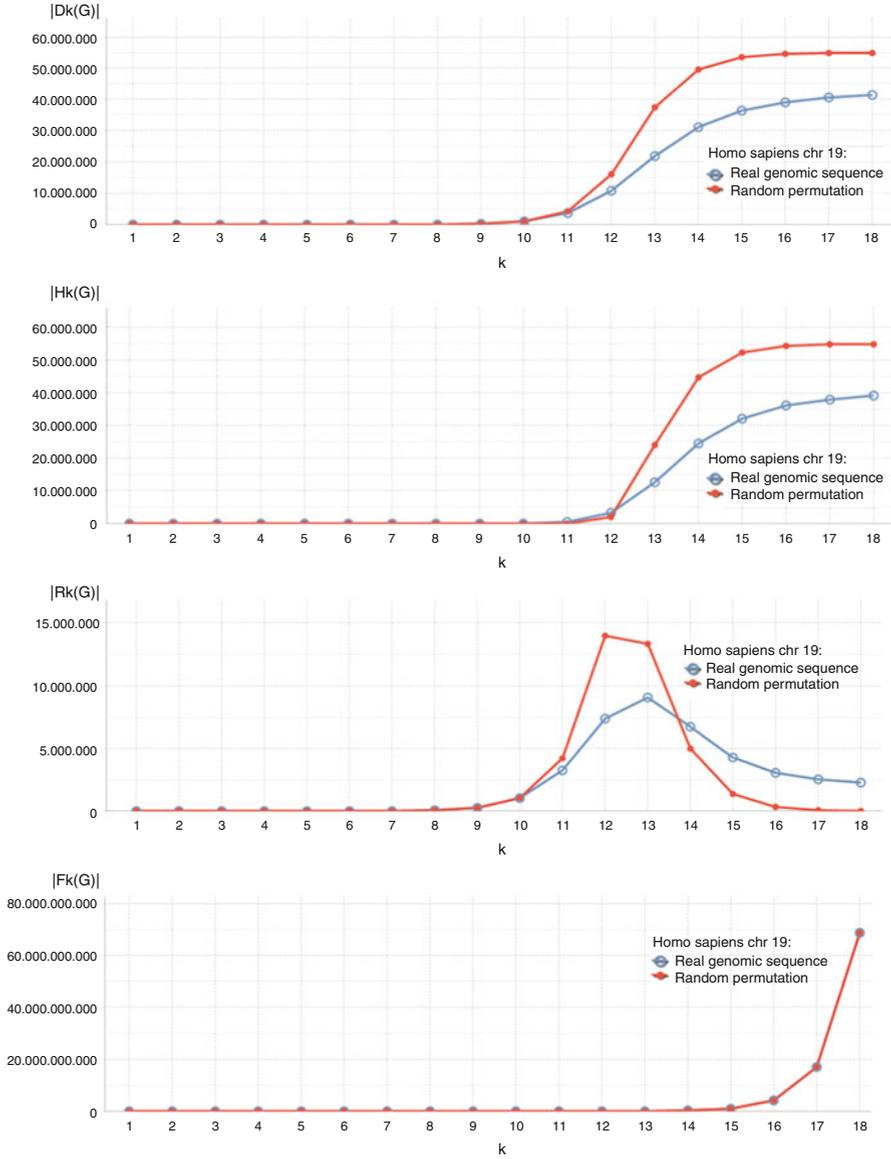 |Dk(G)|
60.000.000
50.000.000
40.000.000
30.000.000
20.000.000
10.000.000
0
Homo sapiens chr 19:
Real genomic sequence
Random permutation
1 2 3 4 5 6 7 8 9 10 11 12 13 14 15 16 17 18
k
|Hk(G)|
60.000.000
50.000.000
40.000.000
30.000.000
20.000.000
10.000.000
0
Homo sapiens chr 19:
Real genomic sequence
Random permutation
1 2 3 4 5 6 7 8 9 10 11 12 13 14 15 16 17 18
k
|Rk(G)|
15.000.000
10.000.000
5.000.000
0
Homo sapiens chr 19:
Real genomic sequence
Random permutation
1 2 3 4 5 6 7 8 9 10 11 12 13 14 15 16 17 18
k
|Fk(G)|
80.000.000.000
60.000.000.000
40.000.000.000
20.000.000.000
0
Homo sapiens chr 19:
Real genomic sequence
Random permutation
1 2 3 4 5 6 7 8 9 10 11 12 13 14 15 16 17 18
k